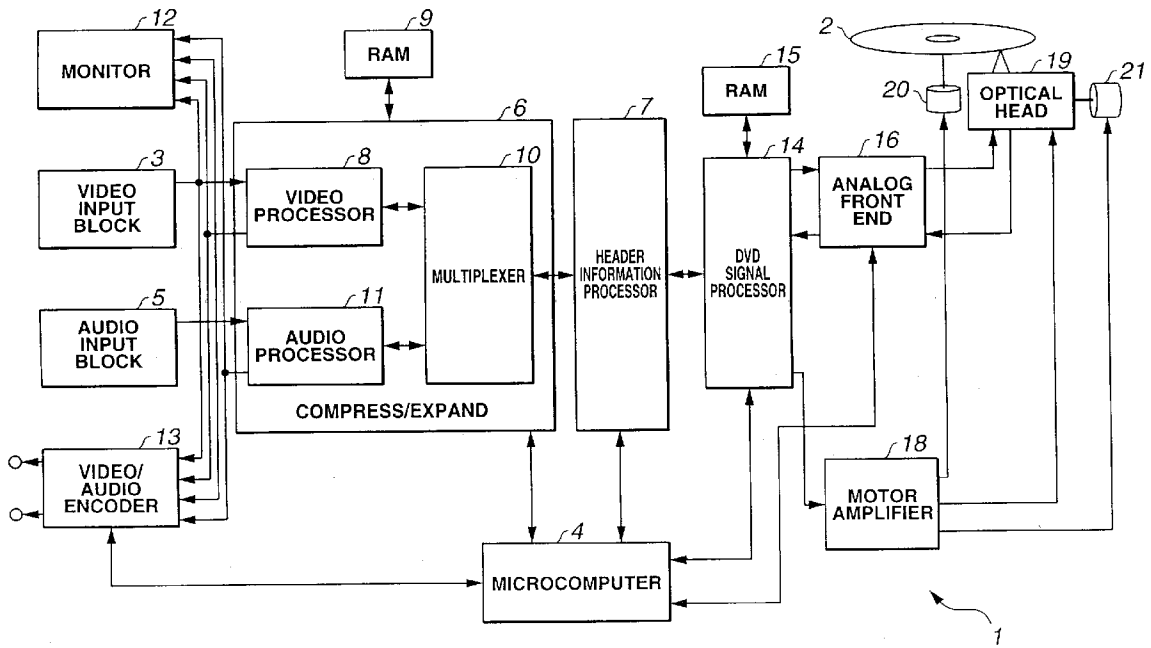 12
MONITOR
9
RAM
2
15
RAM
20
19
OPTICAL
HEAD
21
3
VIDEO
INPUT
BLOCK
6
8
VIDEO
PROCESSOR
10
MULTIPLEXER
7
HEADER
INFORMATION
PROCESSOR
14
DVD
SIGNAL
PROCESSOR
16
ANALOG
FRONT
END
5
AUDIO
INPUT
BLOCK
11
AUDIO
PROCESSOR
COMPRESS/EXPAND
13
VIDEO/
AUDIO
ENCODER
18
MOTOR
AMPLIFIER
4
MICROCOMPUTER
1